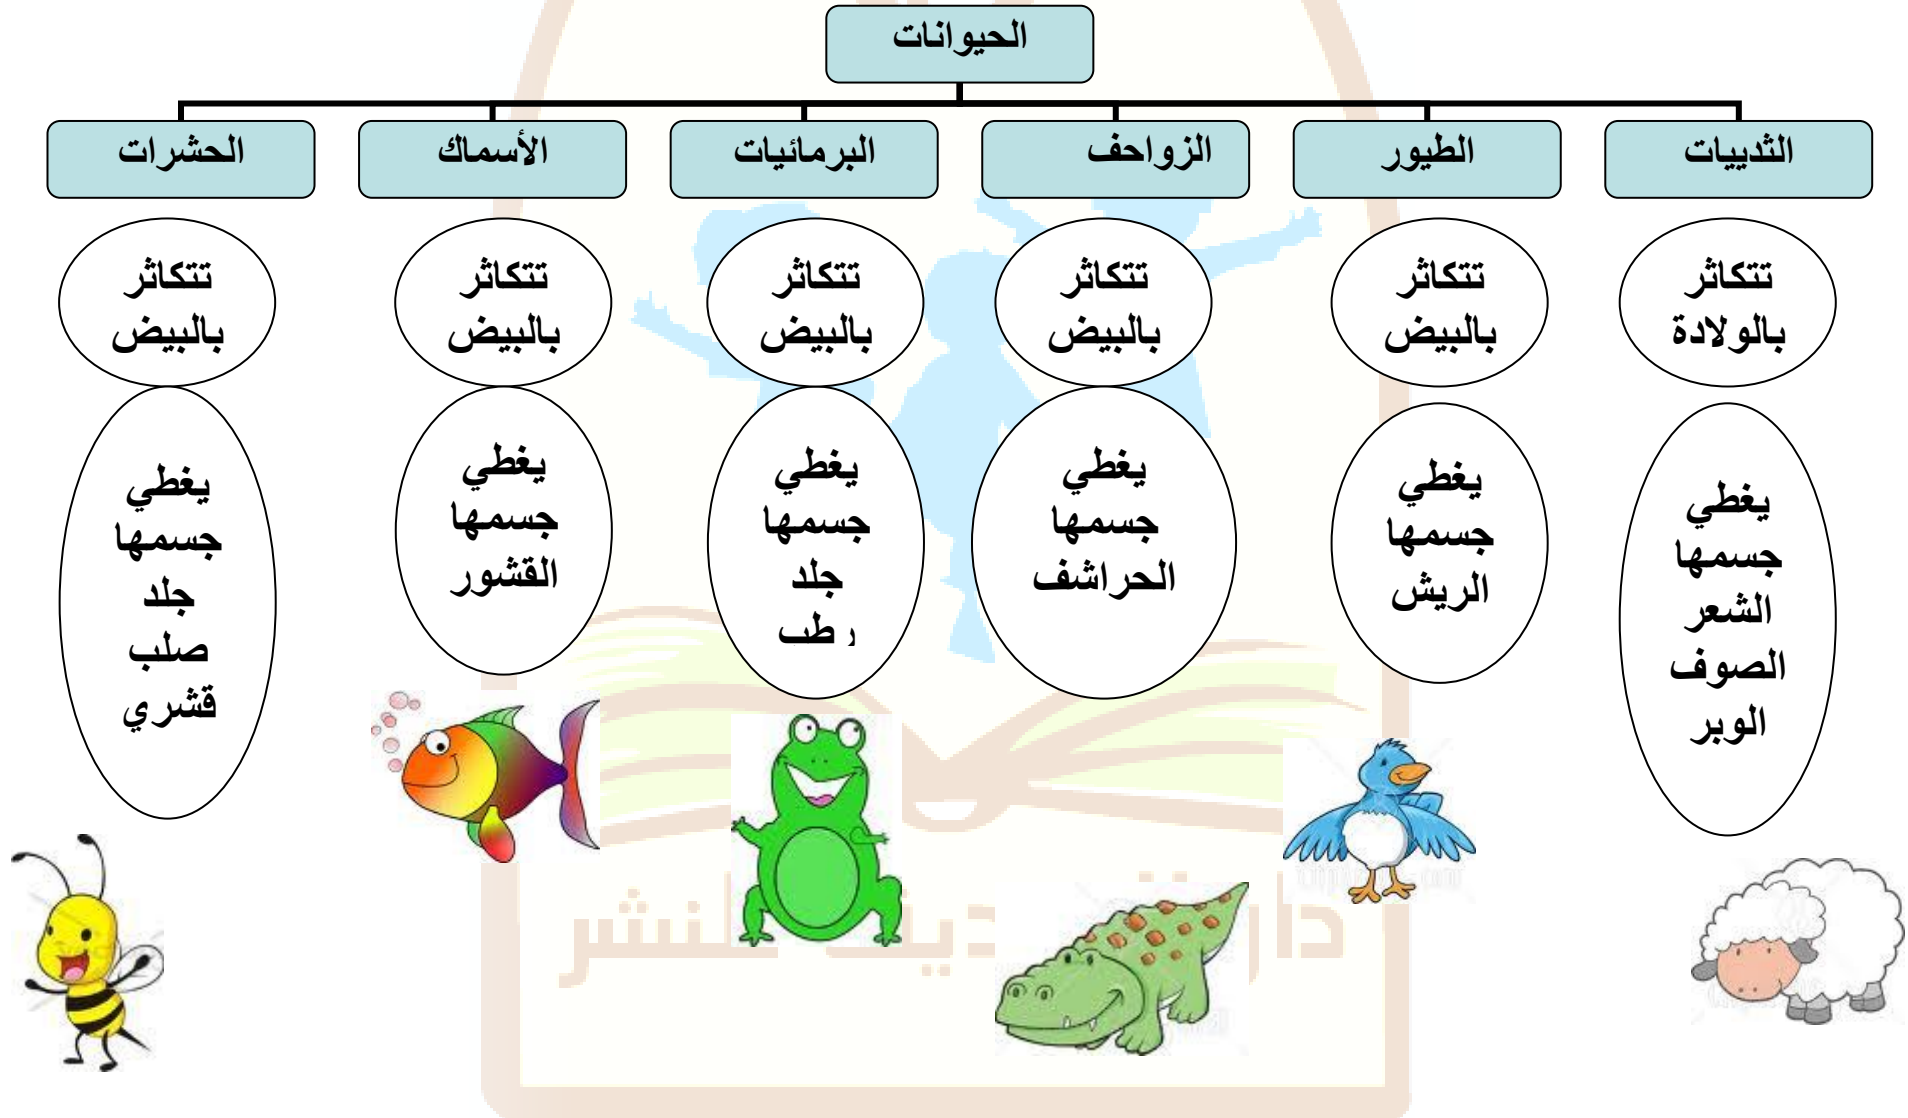 الحيوانات
الثدييات
الطيور
الزواحف
البرمائيات
الأسماك
الحشرات
تتكاثر
بالولادة
تتكاثر
بالبيض
تتكاثر
بالبيض
تتكاثر
بالبيض
تتكاثر
بالبيض
تتكاثر
بالبيض
يغطي
جسمها
الشعر
الصوف
الوبر
يغطي
جسمها
الريش
يغطي
جسمها
الحراشف
يغطي
جسمها
جلد
رطب
يغطي
جسمها
القشور
يغطي
جسمها
جلد
صلب
قشري
دار